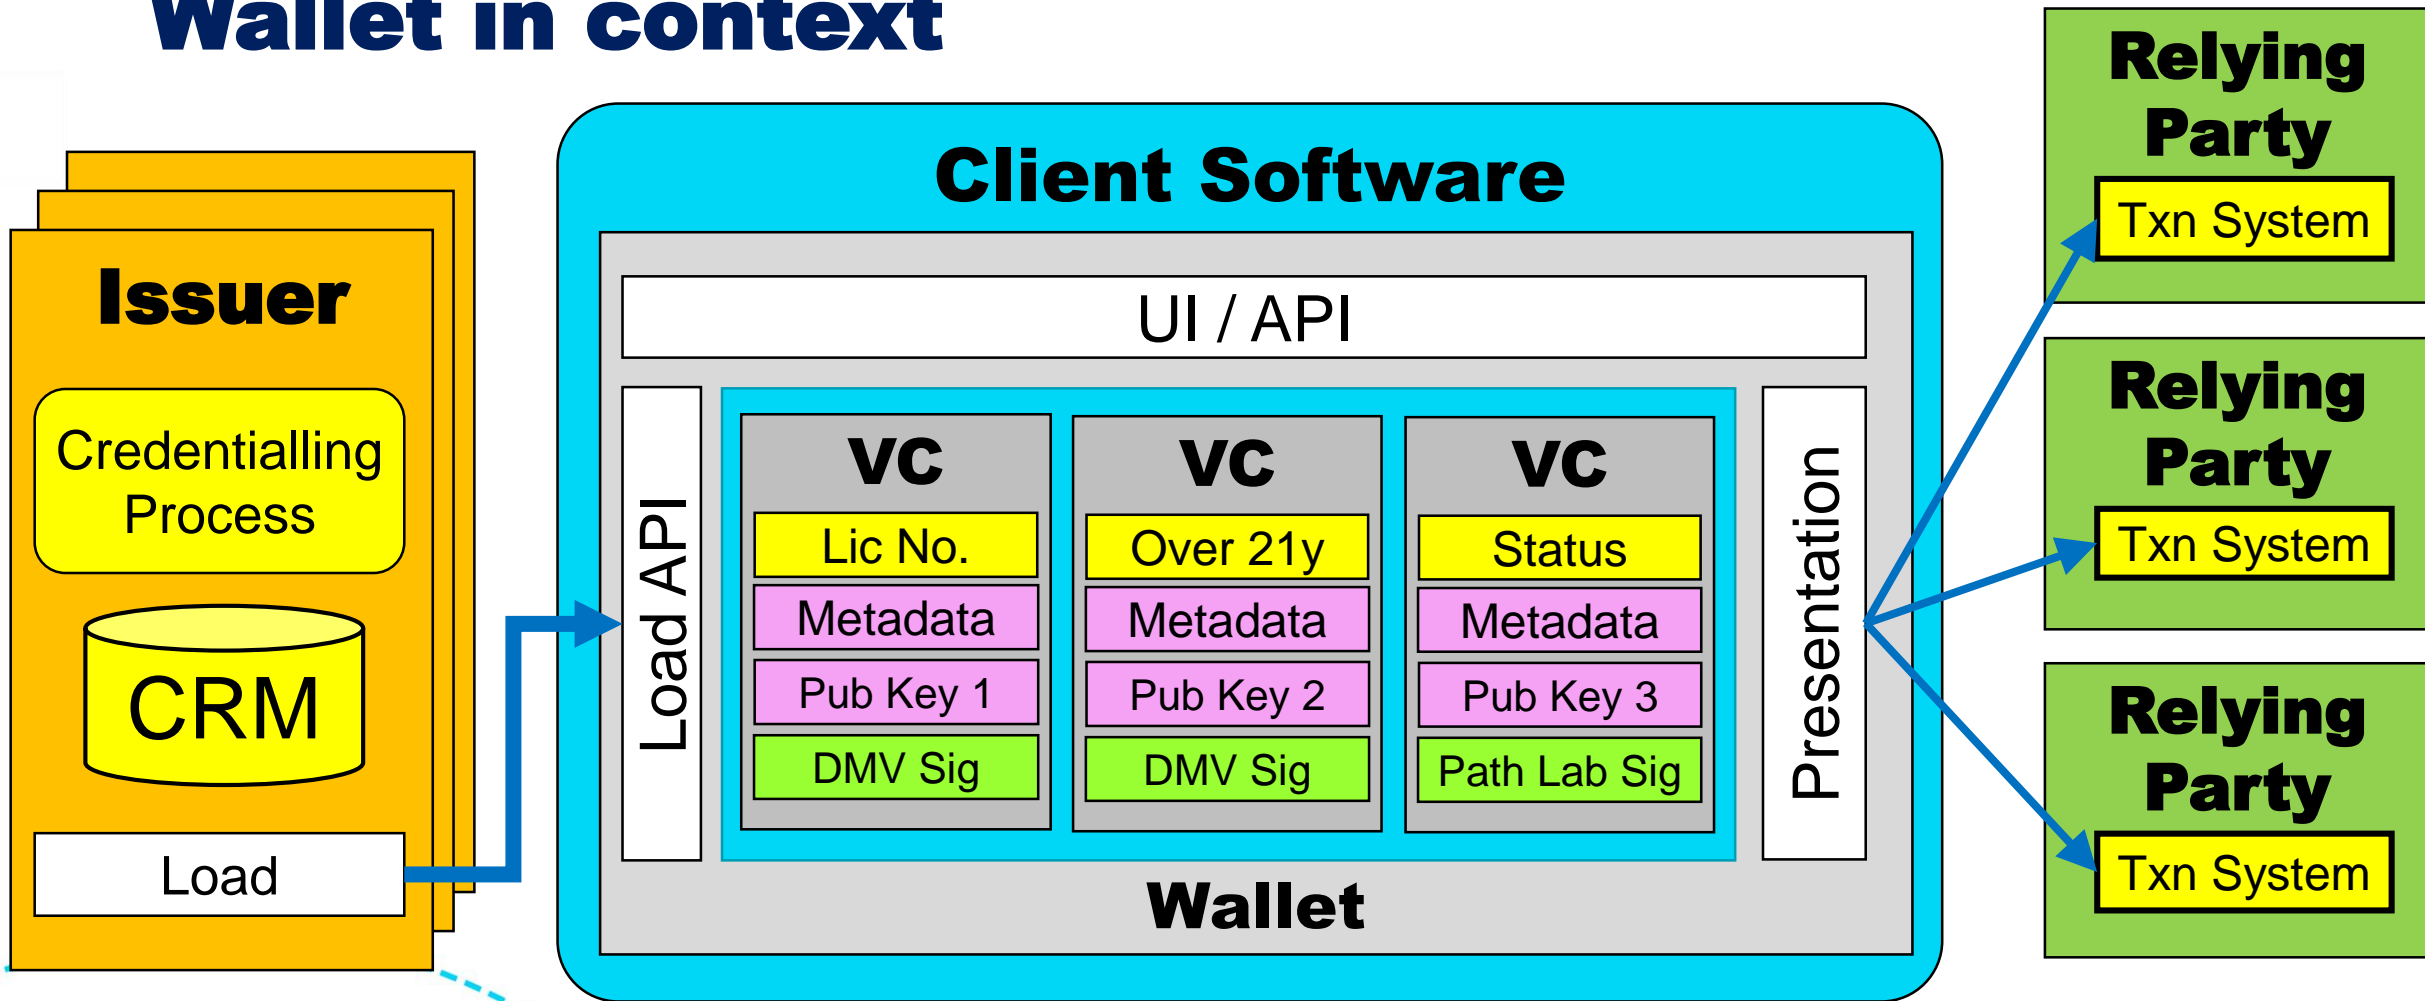 Wallet in context
Issuer
Credentialling
Process
CRM
Load
Client Software
UI / API
Load API
VC
Lic No.
Metadata
Pub Key 1
DMV Sig
VC
Over 21y
Metadata
Pub Key 2
DMV Sig
VC
Status
Metadata
Pub Key 3
Path Lab Sig
Presentation
Wallet
Relying
Party
Txn System
Relying
Party
Txn System
Relying
Party
Txn System